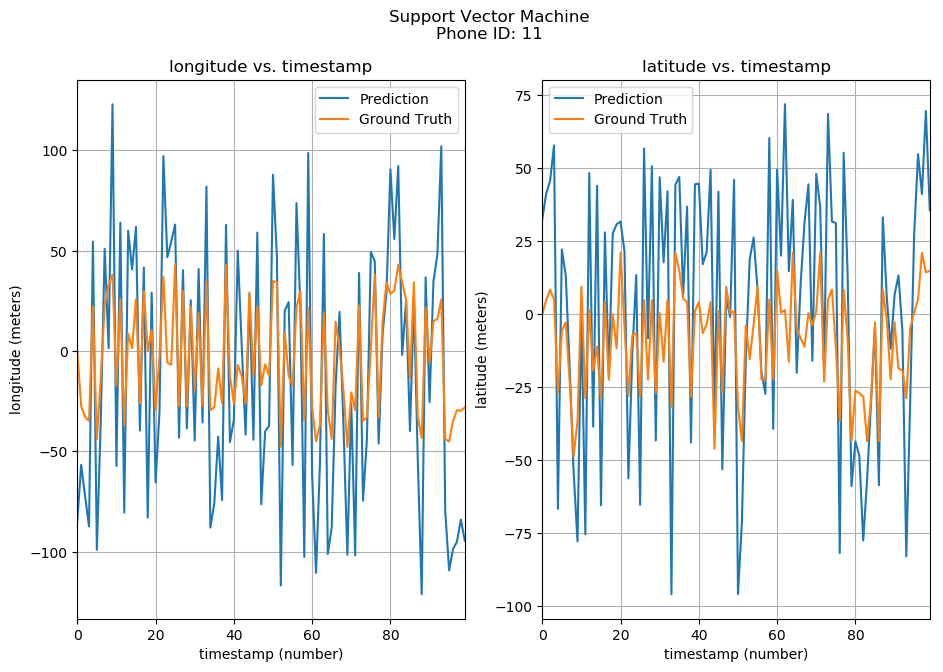 Support Vector Machine
Phone ID: 11
longitude vs. timestamp
Prediction
Ground Truth
longitude (meters)
100
50
0
−50
−100
0
20
40
60
80
timestamp (number)
latitude vs. timestamp
Prediction
Ground Truth
latitude (meters)
75
50
25
0
−25
−50
−75
−100
0
20
40
60
80
timestamp (number)